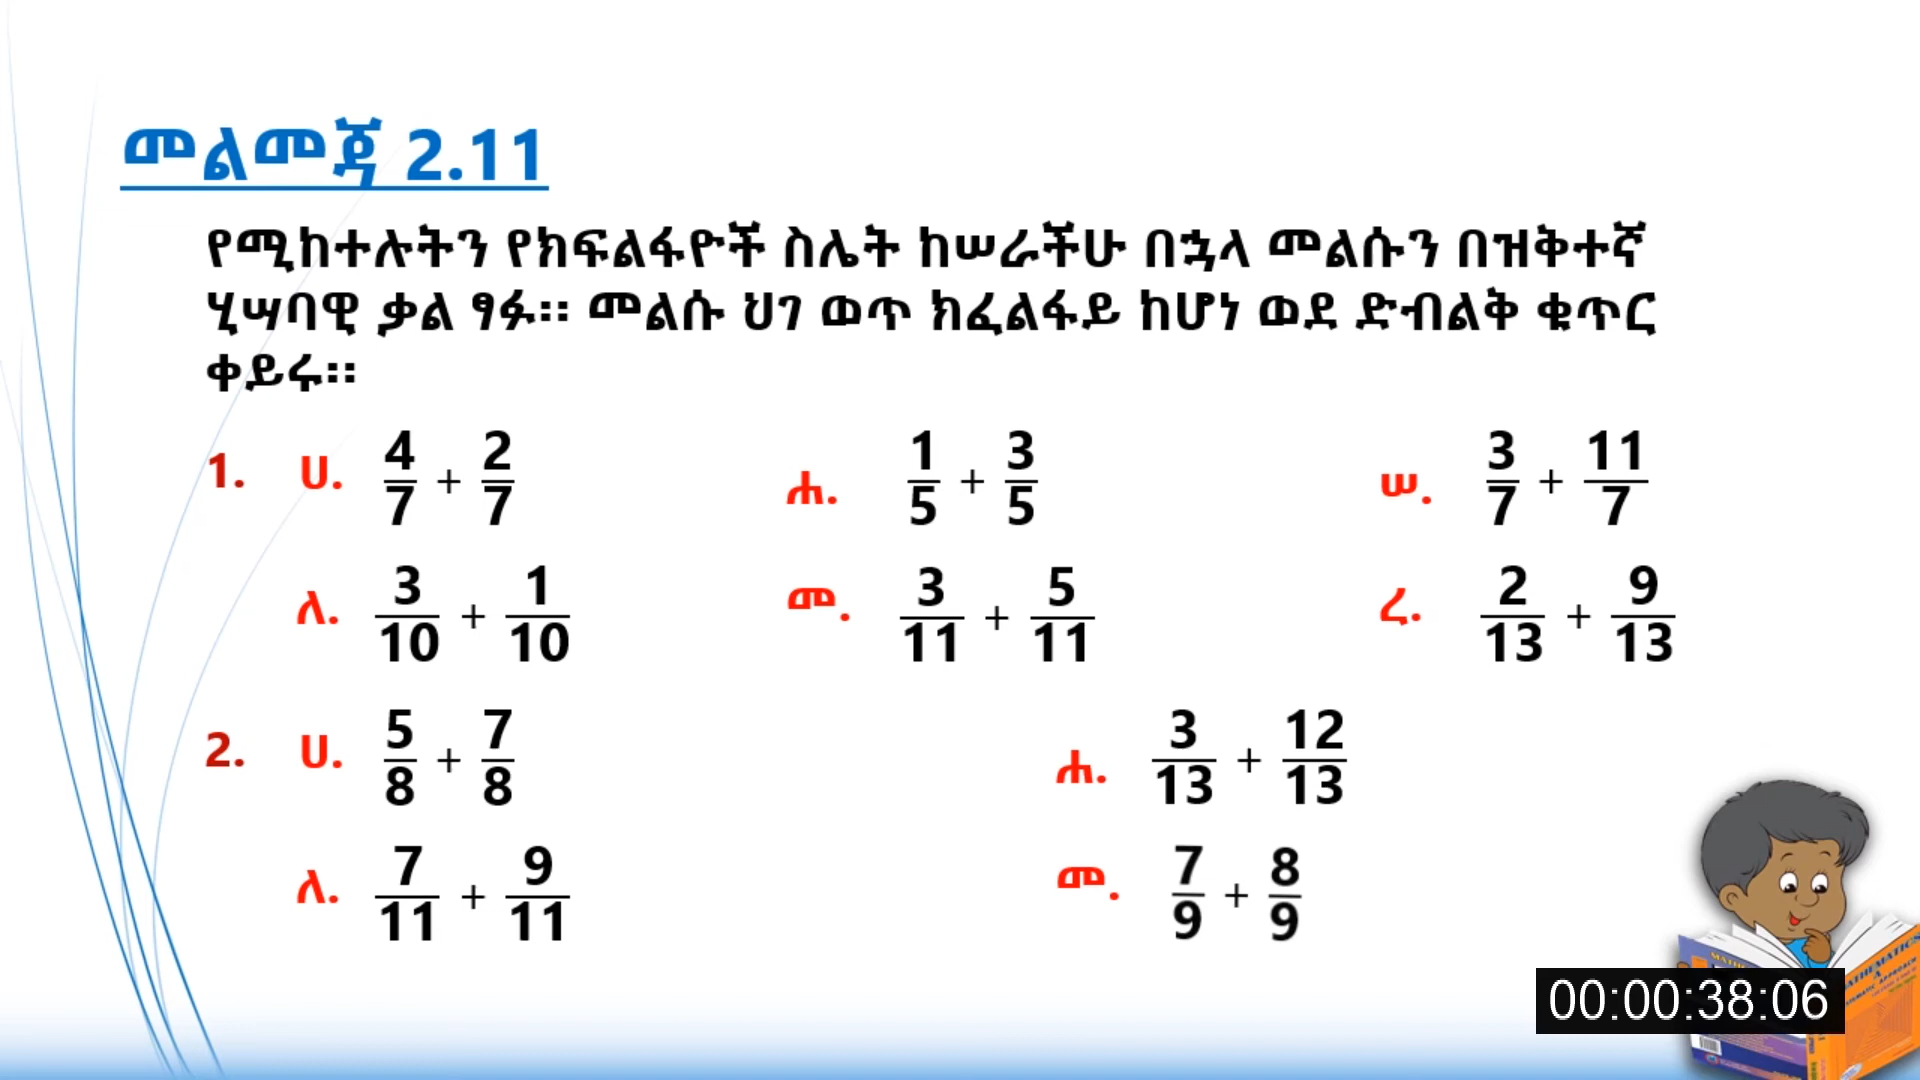 መልመጃ 2.11
የሚከተሉትን የክፍልፋዮች ስሌት ከሠራችሁ በኋላ መልሱን በዝቅተኛ
ሂሣባዊ ቃል ፃፉ፡፡ መልሱ ህገ ወጥ ክፈልፋይ ከሆነ ወደ ድብልቅ ቁጥር
ቀይሩ፡፡
1. ሀ. 4/7 + 2/7 ሐ. 1/5 + 3/5 ሠ. 3/7 + 11/7
ለ. 3/10 + 1/10 መ. 3/11 + 5/11 ረ. 2/13 + 9/13
2. ሀ. 5/8 + 7/8 ሐ. 3/13 + 12/13
ለ. 7/11 + 9/11 መ. 7/9 + 8/9
00:00:38:06